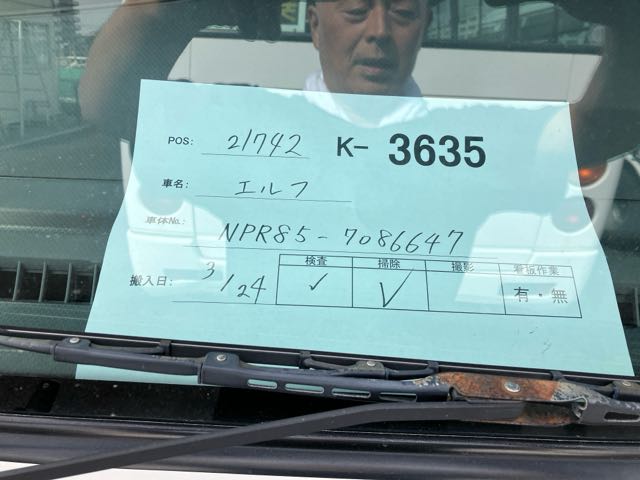 POS: 21742 K- 3635
車名: エルフ
車体No: NPR85-7086647
検査 掃除 撮影 看板作業
搬入日: 3/24 ✓ ✓ 有・無